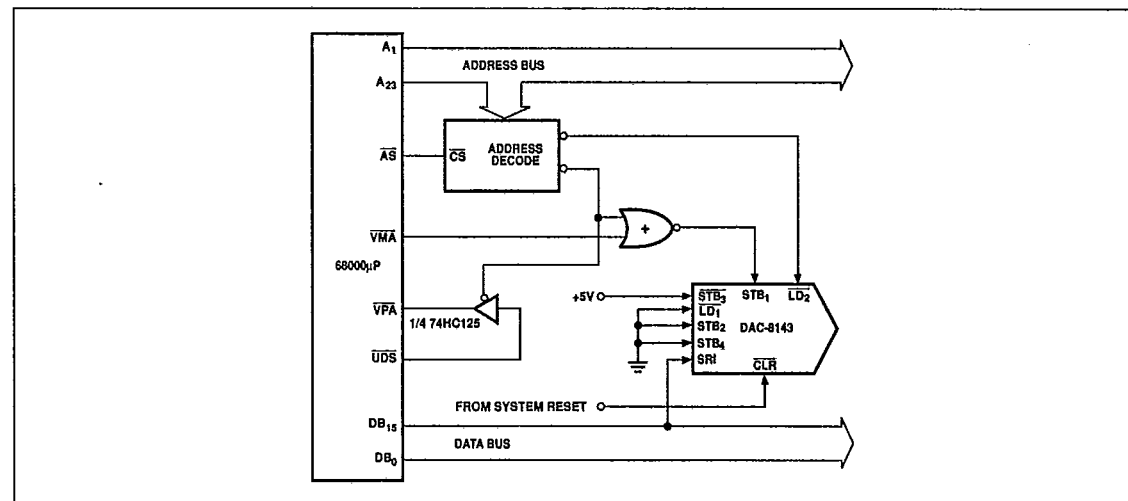 A1
ADDRESS BUS
A23
AS
CS
ADDRESS
DECODE
VMA
+
68000μP
+5V
STB3
STB1
LD2
LD1
VPA
1/4 74HC125
STB2
DAC-8143
STB4
UDS
SRI
CLR
FROM SYSTEM RESET
DB15
DATA BUS
DB0